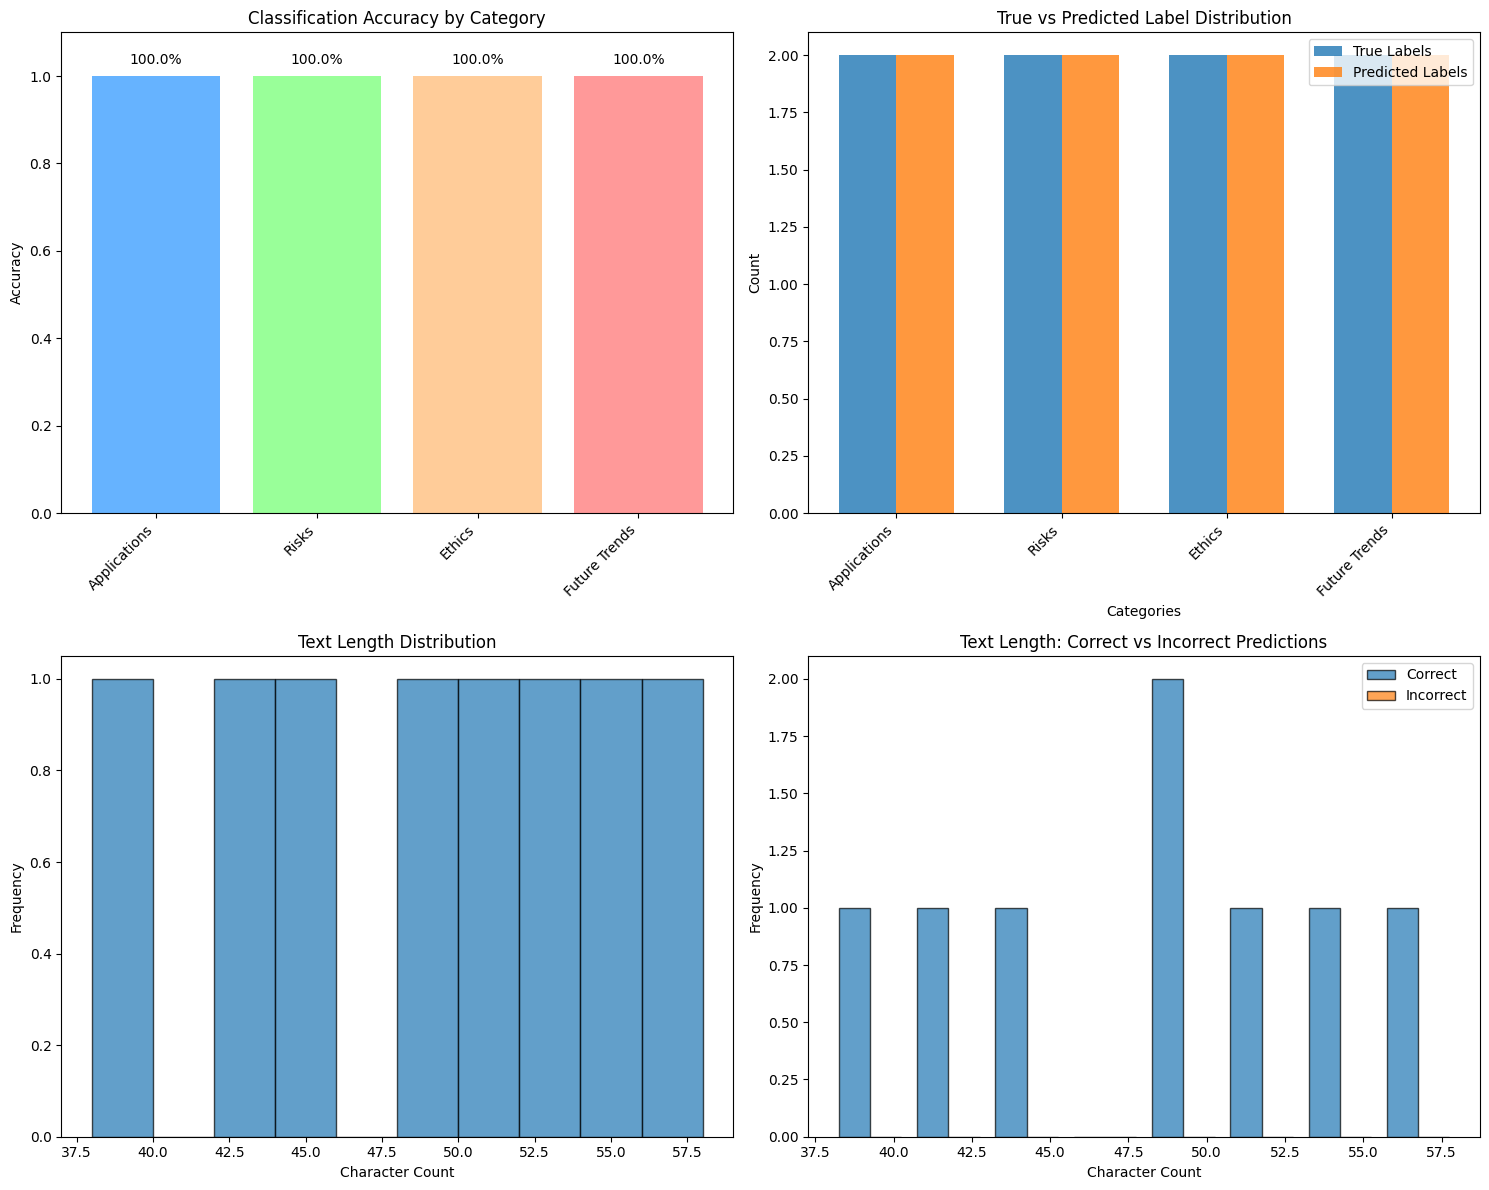 Classification Accuracy by Category
100.0%
100.0%
100.0%
100.0%
1.0
0.8
0.6
0.4
0.2
0.0
Accuracy
Applications
Risks
Ethics
Future Trends
True vs Predicted Label Distribution
True Labels
Predicted Labels
2.00
1.75
1.50
1.25
1.00
0.75
0.50
0.25
0.00
Count
Applications
Risks
Ethics
Future Trends
Categories
Text Length Distribution
1.0
0.8
0.6
0.4
0.2
0.0
Frequency
37.5
40.0
42.5
45.0
47.5
50.0
52.5
55.0
57.5
Character Count
Text Length: Correct vs Incorrect Predictions
Correct
Incorrect
2.00
1.75
1.50
1.25
1.00
0.75
0.50
0.25
0.00
Frequency
37.5
40.0
42.5
45.0
47.5
50.0
52.5
55.0
57.5
Character Count